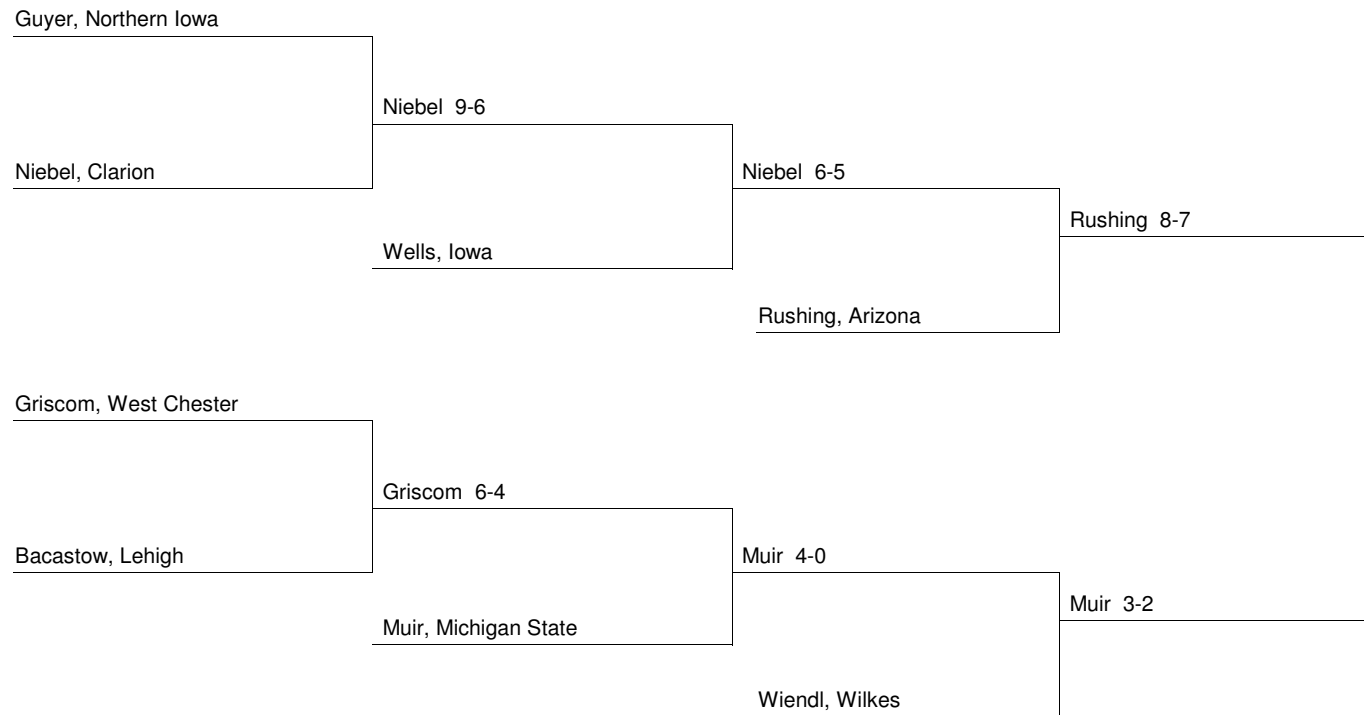 Guyer, Northern Iowa
Niebel 9-6
Niebel, Clarion
Niebel 6-5
Rushing 8-7
Wells, Iowa
Rushing, Arizona
Griscom, West Chester
Griscom 6-4
Bacastow, Lehigh
Muir 4-0
Muir 3-2
Muir, Michigan State
Wiendl, Wilkes